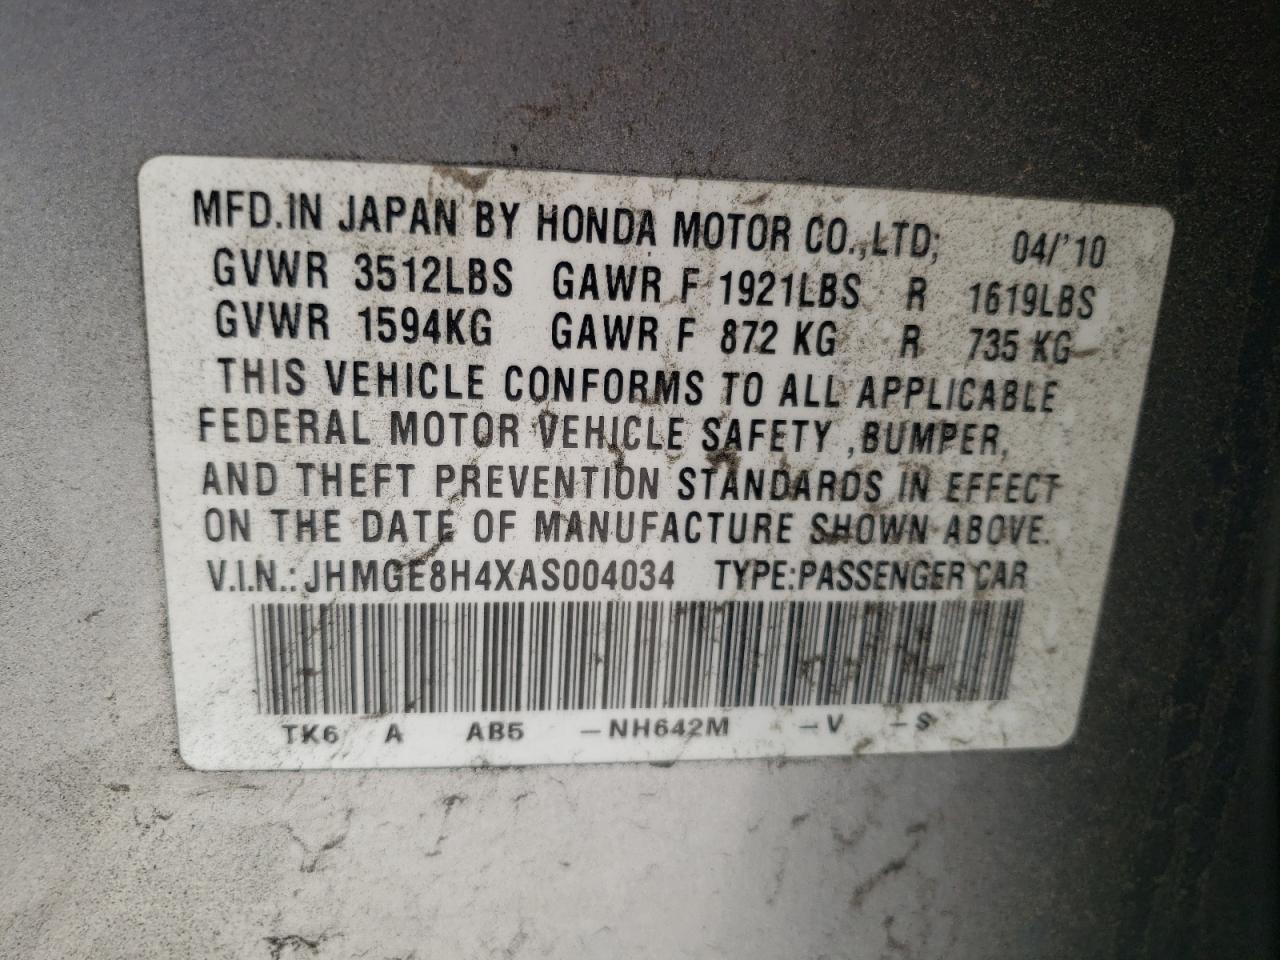 MFD.IN JAPAN BY HONDA MOTOR CO.,LTD; 04/'10
GVWR 3512LBS GAWR F 1921LBS R 1619LBS
GVWR 1594KG GAWR F 872 KG R 735 KG
THIS VEHICLE CONFORMS TO ALL APPLICABLE
FEDERAL MOTOR VEHICLE SAFETY ,BUMPER,
AND THEFT PREVENTION STANDARDS IN EFFECT
ON THE DATE OF MANUFACTURE SHOWN ABOVE.
V.I.N.: JHMGE8H4XAS004034 TYPE:PASSENGER CAR
TK6 A AB5 -NH642M -V -S